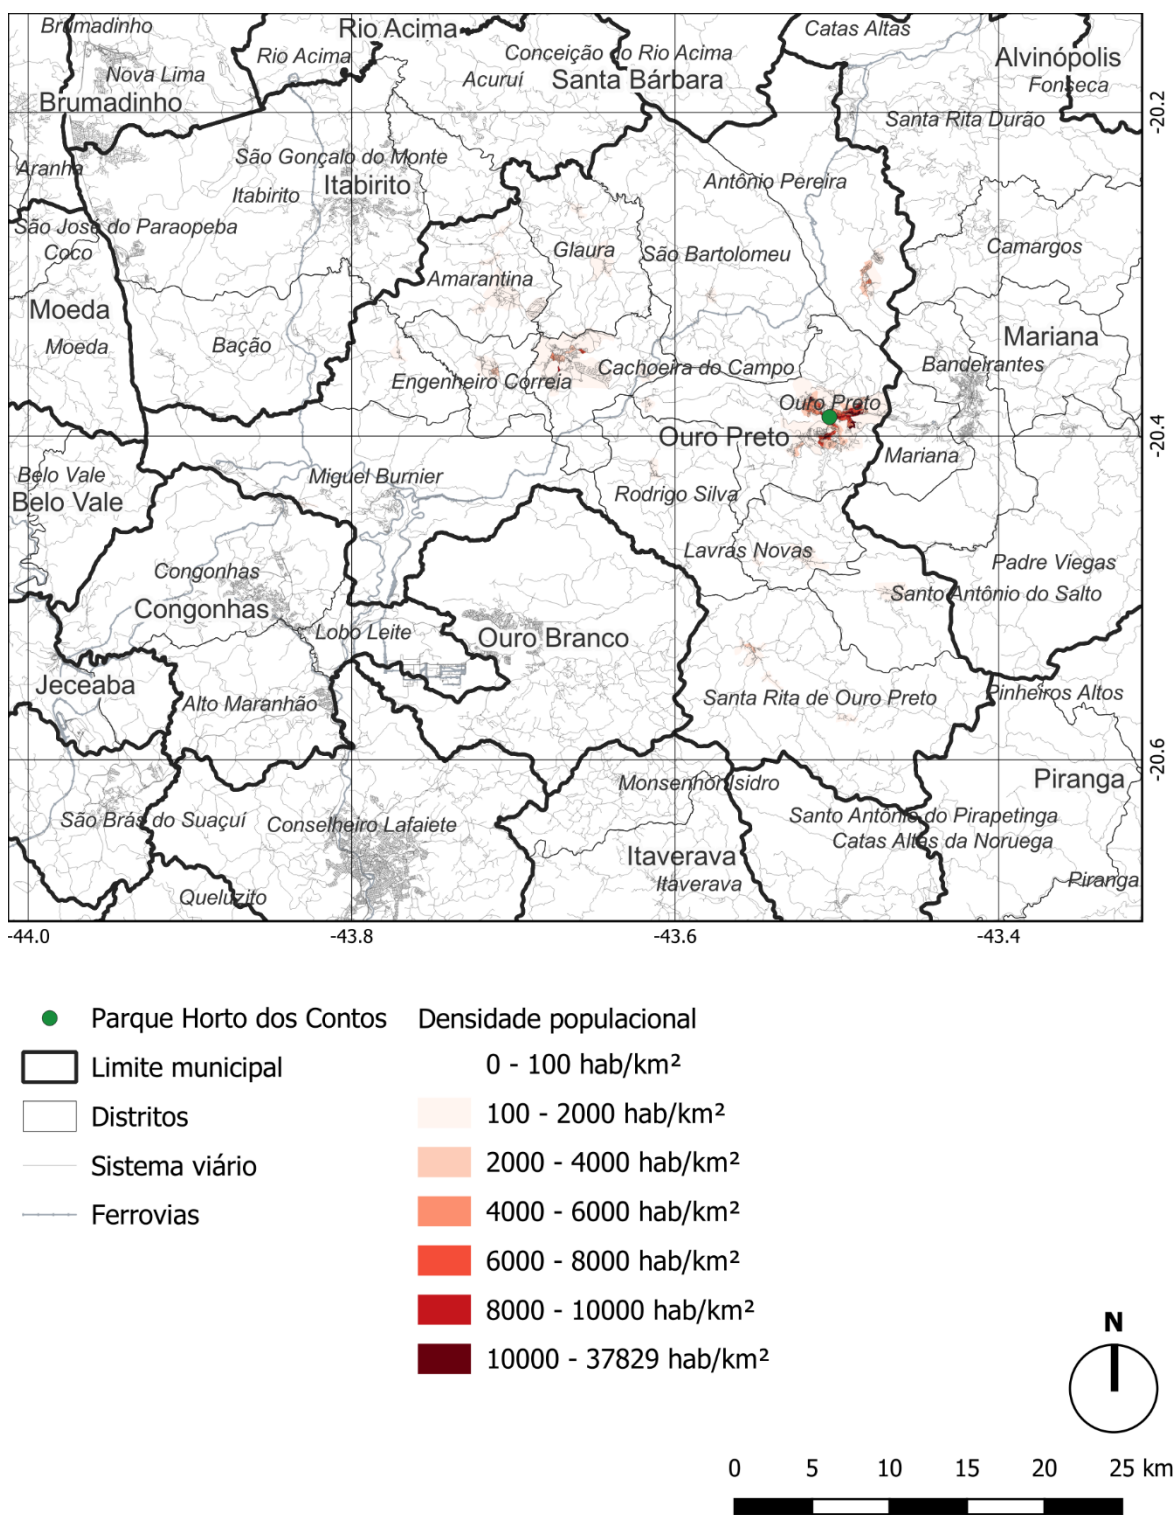 Brumadinho
Rio Acima
Catas Altas
Rio Acima
Conceição do Rio Acima
Alvinópolis
Nova Lima
Acuruí
Santa Bárbara
Fonseca
Brumadinho
-20.2
Santa Rita Durão
São Gonçalo do Monte
Aranha
Itabirito
Antônio Pereira
Itabirito
São José do Paraopeba
Coco
Glaura
São Bartolomeu
Camargos
Amarantina
Moeda
Mariana
Moeda
Bação
Bandeirantes
Engenheiro Correia
Cachoeira do Campo
Ouro Preto
Ouro Preto
-20.4
Mariana
Belo Vale
Miguel Burnier
Belo Vale
Rodrigo Silva
Lavras Novas
Padre Viegas
Congonhas
Santo Antônio do Salto
Congonhas
Lobo Leite
Ouro Branco
Jeceaba
Alto Maranhão
Santa Rita de Ouro Preto
Pinheiros Altos
-20.6
Monsenhor Isidro
Piranga
São Brás do Suaçuí
Conselheiro Lafaiete
Santo Antônio do Pirapetinga
Catas Altas da Noruega
Itaverava
Itaverava
Piranga
Queluzito
-44.0 -43.8 -43.6 -43.4
Parque Horto dos Contos
Limite municipal
Distritos
Sistema viário
Ferrovias
Densidade populacional
0 - 100 hab/km²
100 - 2000 hab/km²
2000 - 4000 hab/km²
4000 - 6000 hab/km²
6000 - 8000 hab/km²
8000 - 10000 hab/km²
10000 - 37829 hab/km²
N
0 5 10 15 20 25 km